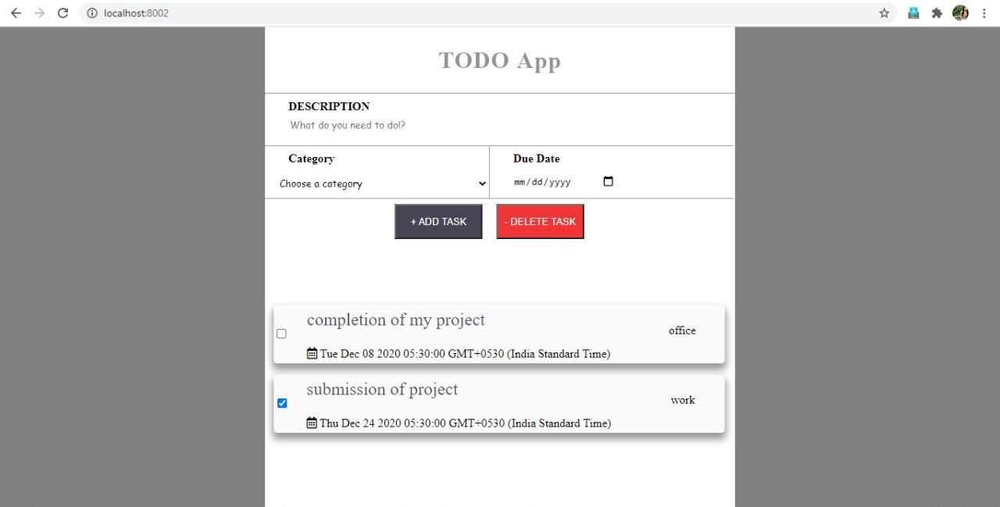 localhost:8002
TODO App
DESCRIPTION
What do you need to do!?
Category
Due Date
Choose a category
mm/dd/yyyy
+ ADD TASK
- DELETE TASK
completion of my project
office
Tue Dec 08 2020 05:30:00 GMT+0530 (India Standard Time)
submission of project
work
Thu Dec 24 2020 05:30:00 GMT+0530 (India Standard Time)